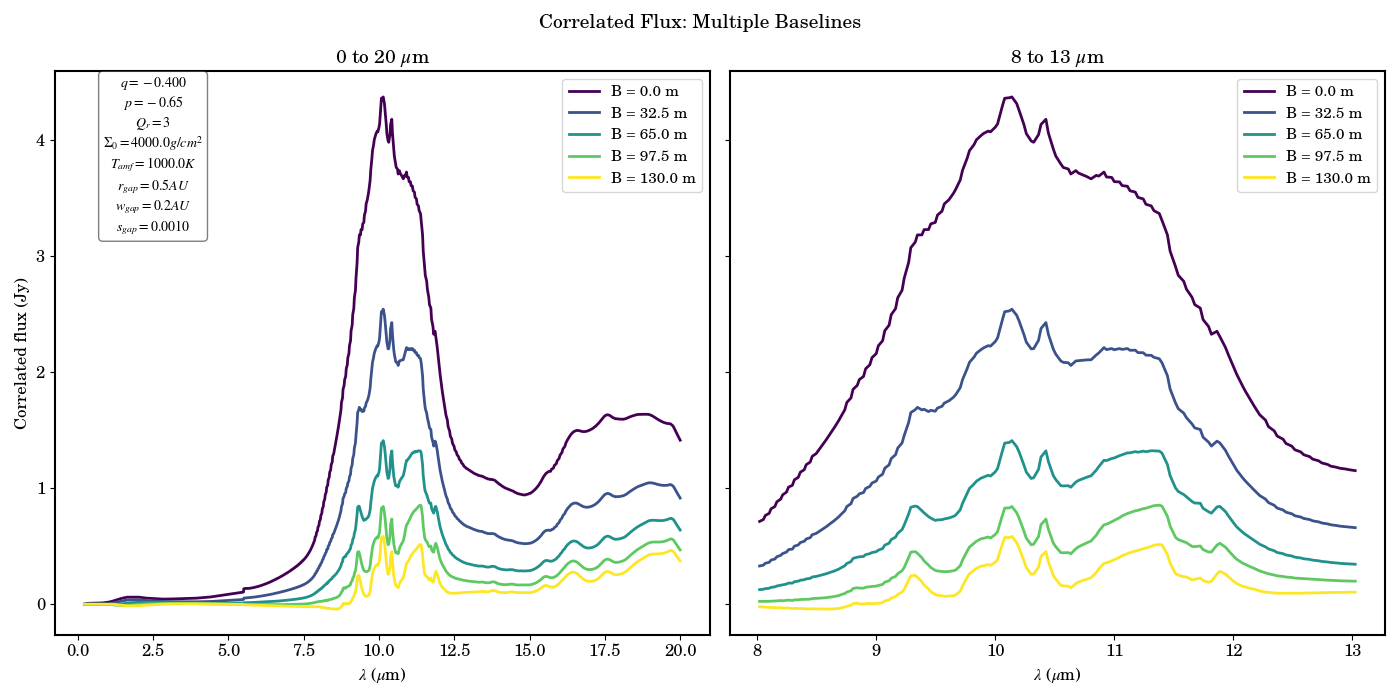 Correlated Flux: Multiple Baselines
0 to 20 μm
q = −0.400
p = −0.65
Q_r = 3
Σ_0 = 4000.0g/cm^2
T_amf = 1000.0K
r_gap = 0.5AU
w_gap = 0.2AU
s_gap = 0.0010
B = 0.0 m
B = 32.5 m
B = 65.0 m
B = 97.5 m
B = 130.0 m
Correlated flux (Jy)
4
3
2
1
0
0.0 2.5 5.0 7.5 10.0 12.5 15.0 17.5 20.0
λ (μm)
8 to 13 μm
B = 0.0 m
B = 32.5 m
B = 65.0 m
B = 97.5 m
B = 130.0 m
8 9 10 11 12 13
λ (μm)